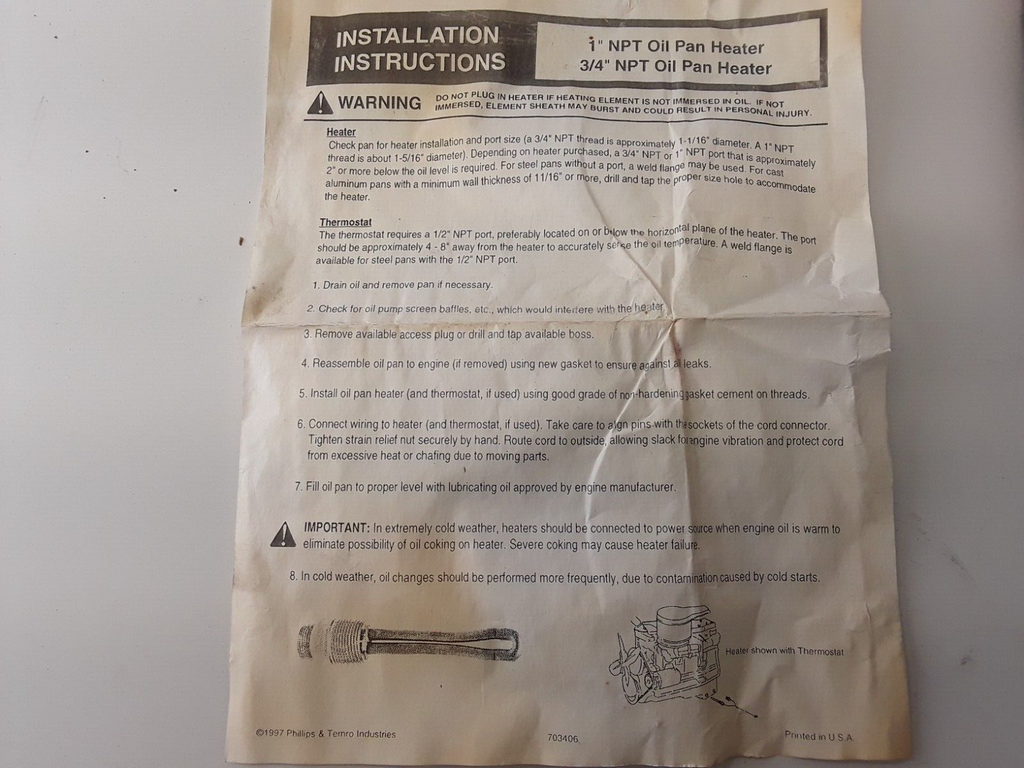 INSTALLATION
INSTRUCTIONS
1" NPT Oil Pan Heater
3/4" NPT Oil Pan Heater
WARNING
DO NOT PLUG IN HEATER IF HEATING ELEMENT IS NOT IMMERSED IN OIL. IF NOT
IMMERSED, ELEMENT SHEATH MAY BURST AND COULD RESULT IN PERSONAL INJURY.
Heater
Check pan for heater installation and port size (a 3/4" NPT thread is approximately 1-1/16" diameter. A 1" NPT
thread is about 1-5/16" diameter). Depending on heater purchased, a 3/4" NPT or 1" NPT port that is approximately
2" or more below the oil level is required. For steel pans without a port, a weld flange may be used. For cast
aluminum pans with a minimum wall thickness of 11/16" or more, drill and tap the proper size hole to accommodate
the heater.
Thermostat
The thermostat requires a 1/2" NPT port, preferably located on or below the horizontal plane of the heater. The port
should be approximately 4 - 8" away from the heater to accurately sense the oil temperature. A weld flange is
available for steel pans with the 1/2" NPT port.
1. Drain oil and remove pan if necessary.
2. Check for oil pump screen baffles, etc., which would interfere with the heater
3. Remove available access plug or drill and tap available boss.
4. Reassemble oil pan to engine (if removed) using new gasket to ensure against leaks.
5. Install oil pan heater (and thermostat, if used) using good grade of non-hardening gasket cement on threads.
6. Connect wiring to heater (and thermostat, if used). Take care to align pins with the sockets of the cord connector.
Tighten strain relief nut securely by hand. Route cord to outside, allowing slack for engine vibration and protect cord
from excessive heat or chafing due to moving parts.
7. Fill oil pan to proper level with lubricating oil approved by engine manufacturer.
IMPORTANT: In extremely cold weather, heaters should be connected to power source when engine oil is warm to
eliminate possibility of oil coking on heater. Severe coking may cause heater failure.
8. In cold weather, oil changes should be performed more frequently, due to contamination caused by cold starts.
Heater shown with Thermostat
©1997 Phillips & Temro Industries
703406
Printed in U.S.A.